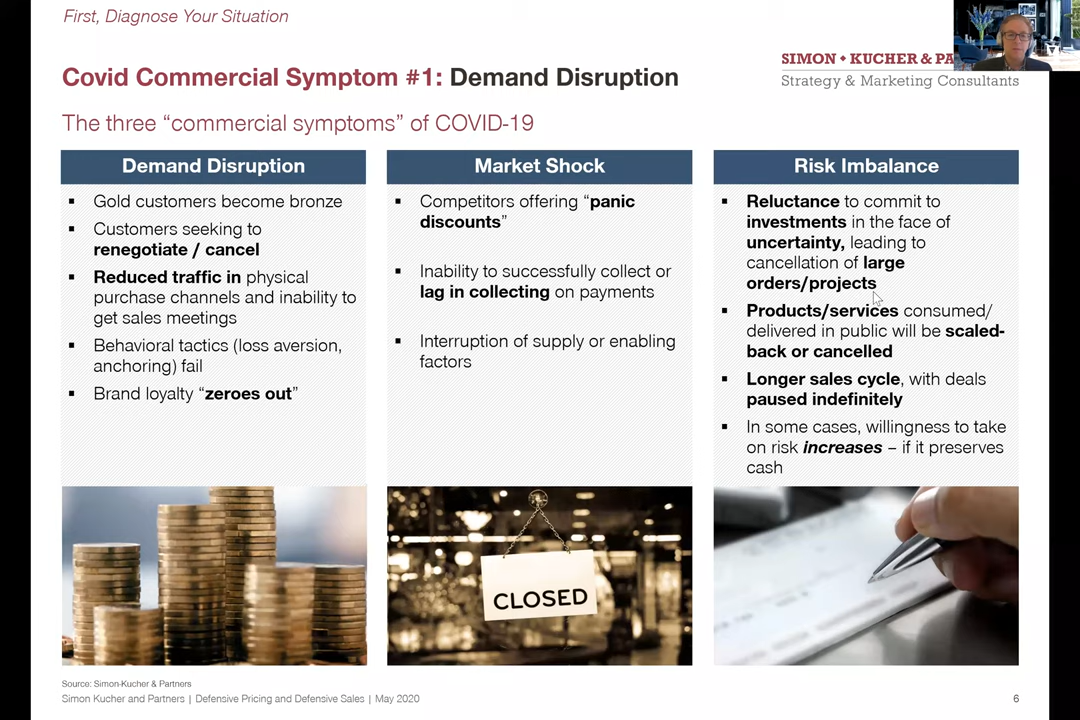 First, Diagnose Your Situation
SIMON • KUCHER & PA
Strategy & Marketing Consultants
Covid Commercial Symptom #1: Demand Disruption
The three “commercial symptoms” of COVID-19
Demand Disruption
▪ Gold customers become bronze
▪ Customers seeking to
renegotiate / cancel
▪ Reduced traffic in physical
purchase channels and inability to
get sales meetings
▪ Behavioral tactics (loss aversion,
anchoring) fail
▪ Brand loyalty “zeroes out”
Market Shock
▪ Competitors offering “panic
discounts”
▪ Inability to successfully collect or
lag in collecting on payments
▪ Interruption of supply or enabling
factors
Risk Imbalance
▪ Reluctance to commit to
investments in the face of
uncertainty, leading to
cancellation of large
orders/projects
▪ Products/services consumed/
delivered in public will be scaled-
back or cancelled
▪ Longer sales cycle, with deals
paused indefinitely
▪ In some cases, willingness to take
on risk increases – if it preserves
cash
CLOSED
Source: Simon-Kucher & Partners
Simon Kucher and Partners | Defensive Pricing and Defensive Sales | May 2020
6